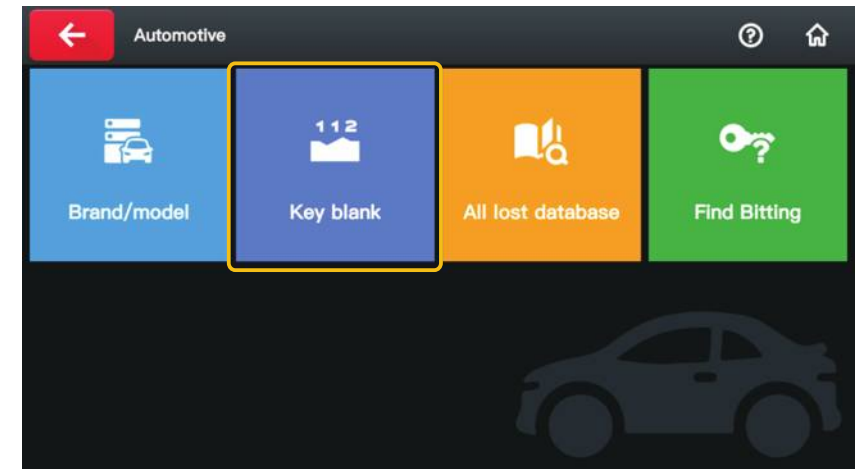 Automotive
112
Brand/model
Key blank
All lost database
Find Bitting